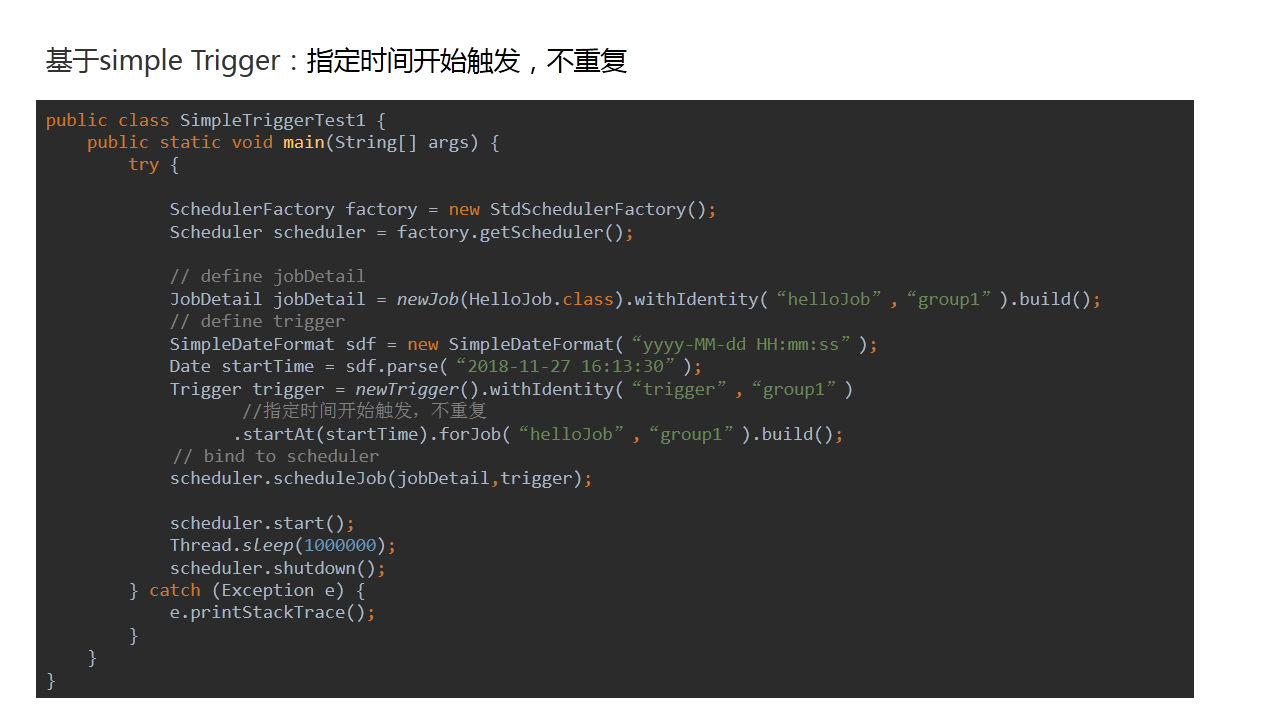 基于simple Trigger：指定时间开始触发，不重复
public class SimpleTriggerTest1 {
    public static void main(String[] args) {
        try {
            SchedulerFactory factory = new StdSchedulerFactory();
            Scheduler scheduler = factory.getScheduler();
            // define jobDetail
            JobDetail jobDetail = newJob(HelloJob.class).withIdentity(“helloJob”,“group1”).build();
            // define trigger
            SimpleDateFormat sdf = new SimpleDateFormat(“yyyy-MM-dd HH:mm:ss”);
            Date startTime = sdf.parse(“2018-11-27 16:13:30”);
            Trigger trigger = newTrigger().withIdentity(“trigger”,“group1”)
                   //指定时间开始触发，不重复
                  .startAt(startTime).forJob(“helloJob”,“group1”).build();
            // bind to scheduler
            scheduler.scheduleJob(jobDetail,trigger);
            scheduler.start();
            Thread.sleep(1000000);
            scheduler.shutdown();
        } catch (Exception e) {
            e.printStackTrace();
        }
    }
}